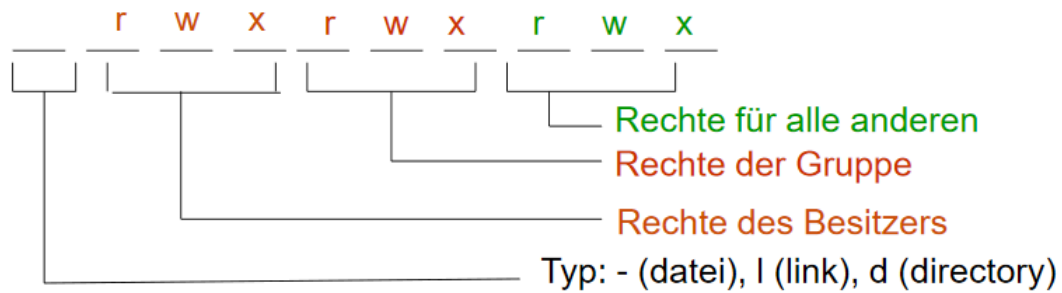 r w x r w x r w x
Rechte für alle anderen
Rechte der Gruppe
Rechte des Besitzers
Typ: - (datei), l (link), d (directory)